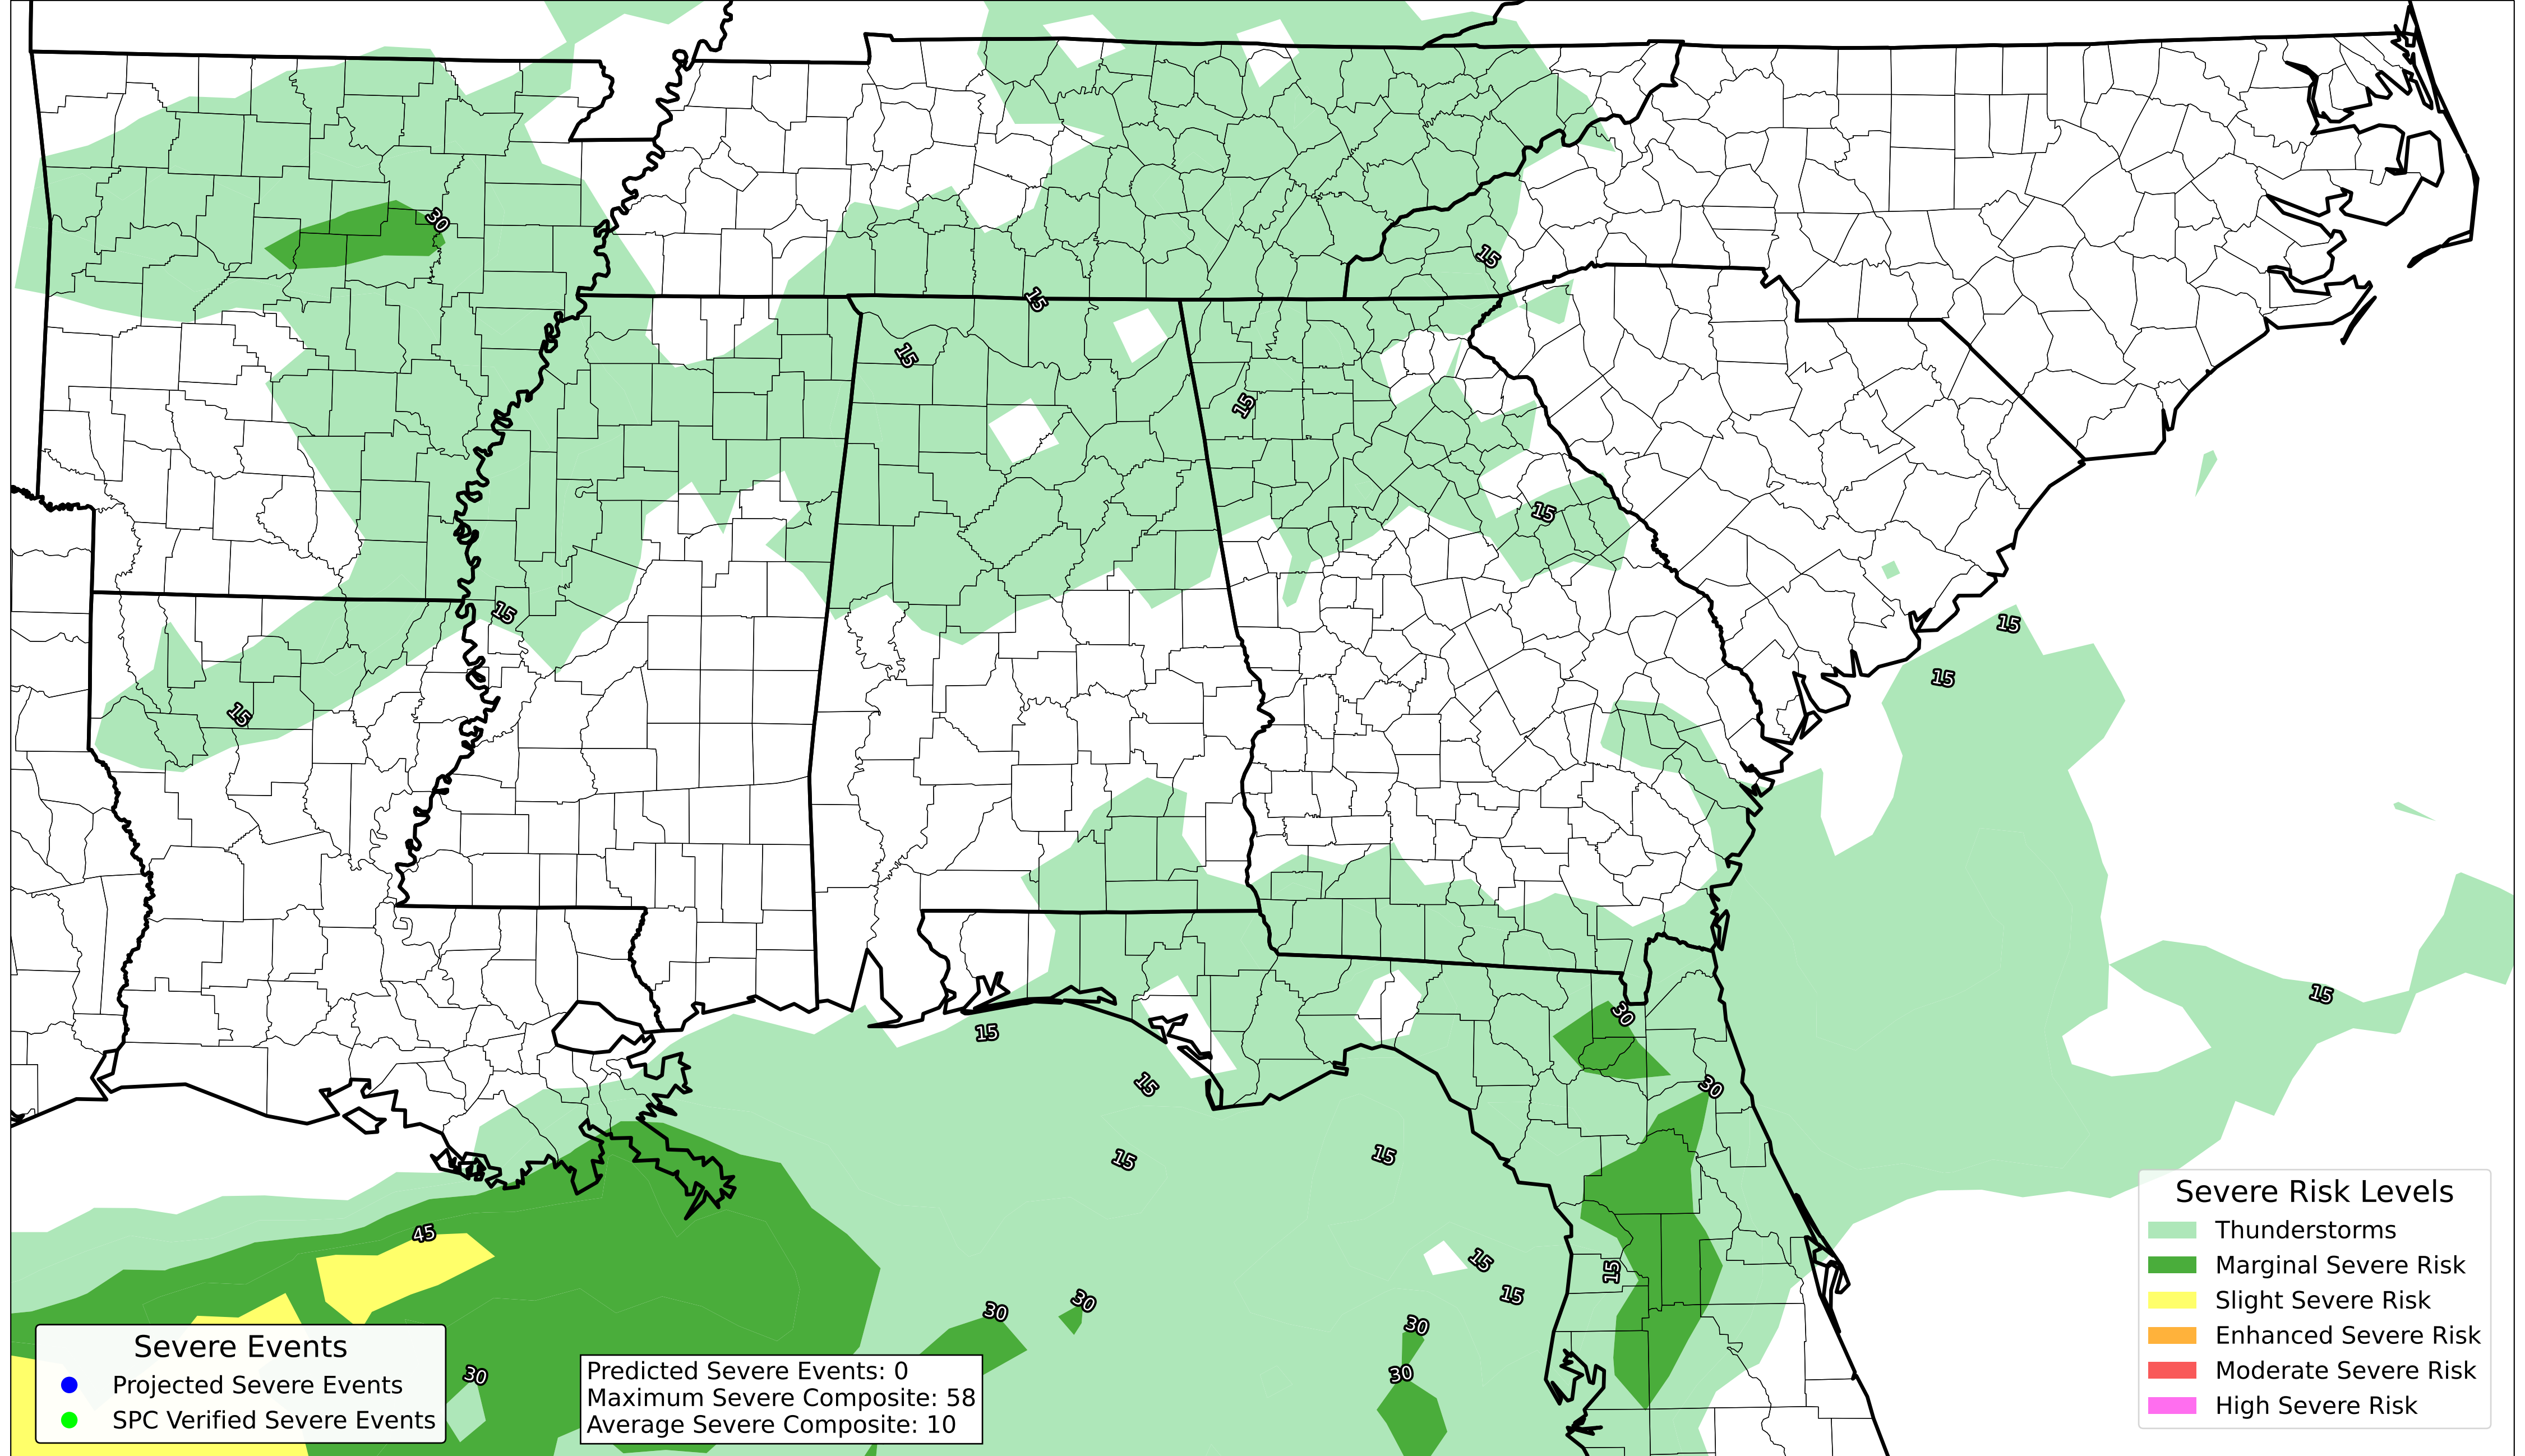 30
15
15
15
15
15
15
15
15
15
15
30
15
30
15
15
15
45
15
15
15
30
30
30
30
30
Severe Risk Levels
Thunderstorms
Marginal Severe Risk
Slight Severe Risk
Enhanced Severe Risk
Moderate Severe Risk
High Severe Risk
Severe Events
Projected Severe Events
SPC Verified Severe Events
Predicted Severe Events: 0
Maximum Severe Composite: 58
Average Severe Composite: 10